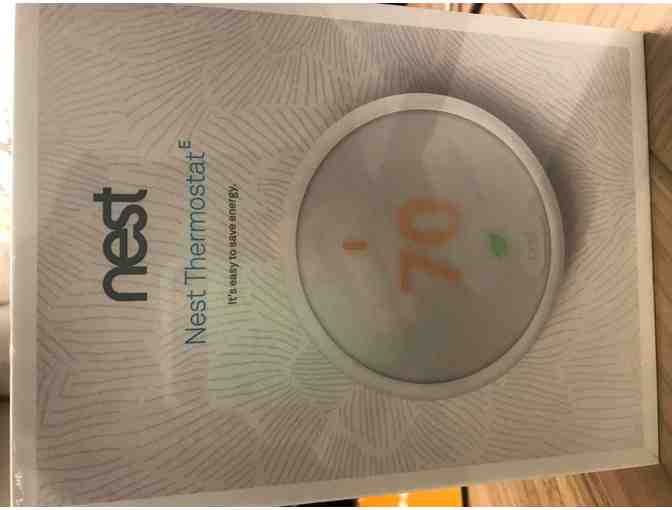 nest
Nest Thermostat E
It's easy to save energy.
70